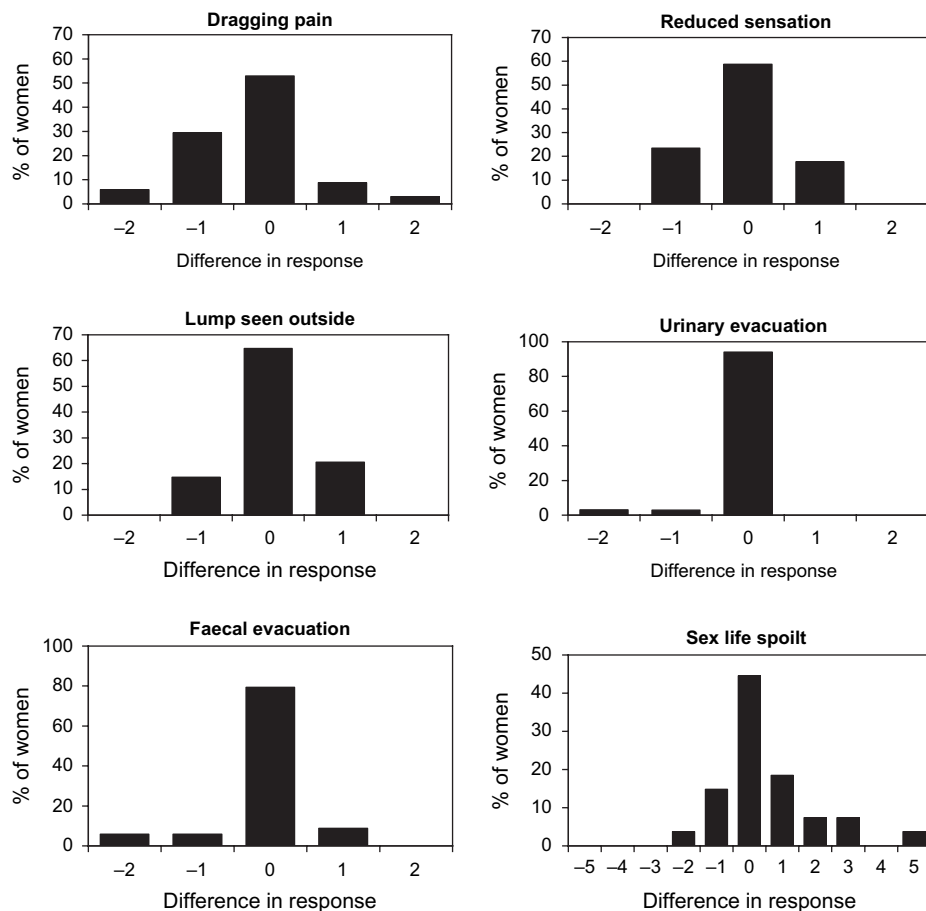 Dragging pain
% of women
70
60
50
40
30
20
10
0
–2 –1 0 1 2
Difference in response
Reduced sensation
% of women
70
60
50
40
30
20
10
0
–2 –1 0 1 2
Difference in response
Lump seen outside
% of women
70
60
50
40
30
20
10
0
–2 –1 0 1 2
Difference in response
Urinary evacuation
% of women
100
80
60
40
20
0
–2 –1 0 1 2
Difference in response
Faecal evacuation
% of women
100
80
60
40
20
0
–2 –1 0 1 2
Difference in response
Sex life spoilt
% of women
50
40
30
20
10
0
–5 –4 –3 –2 –1 0 1 2 3 4 5
Difference in response